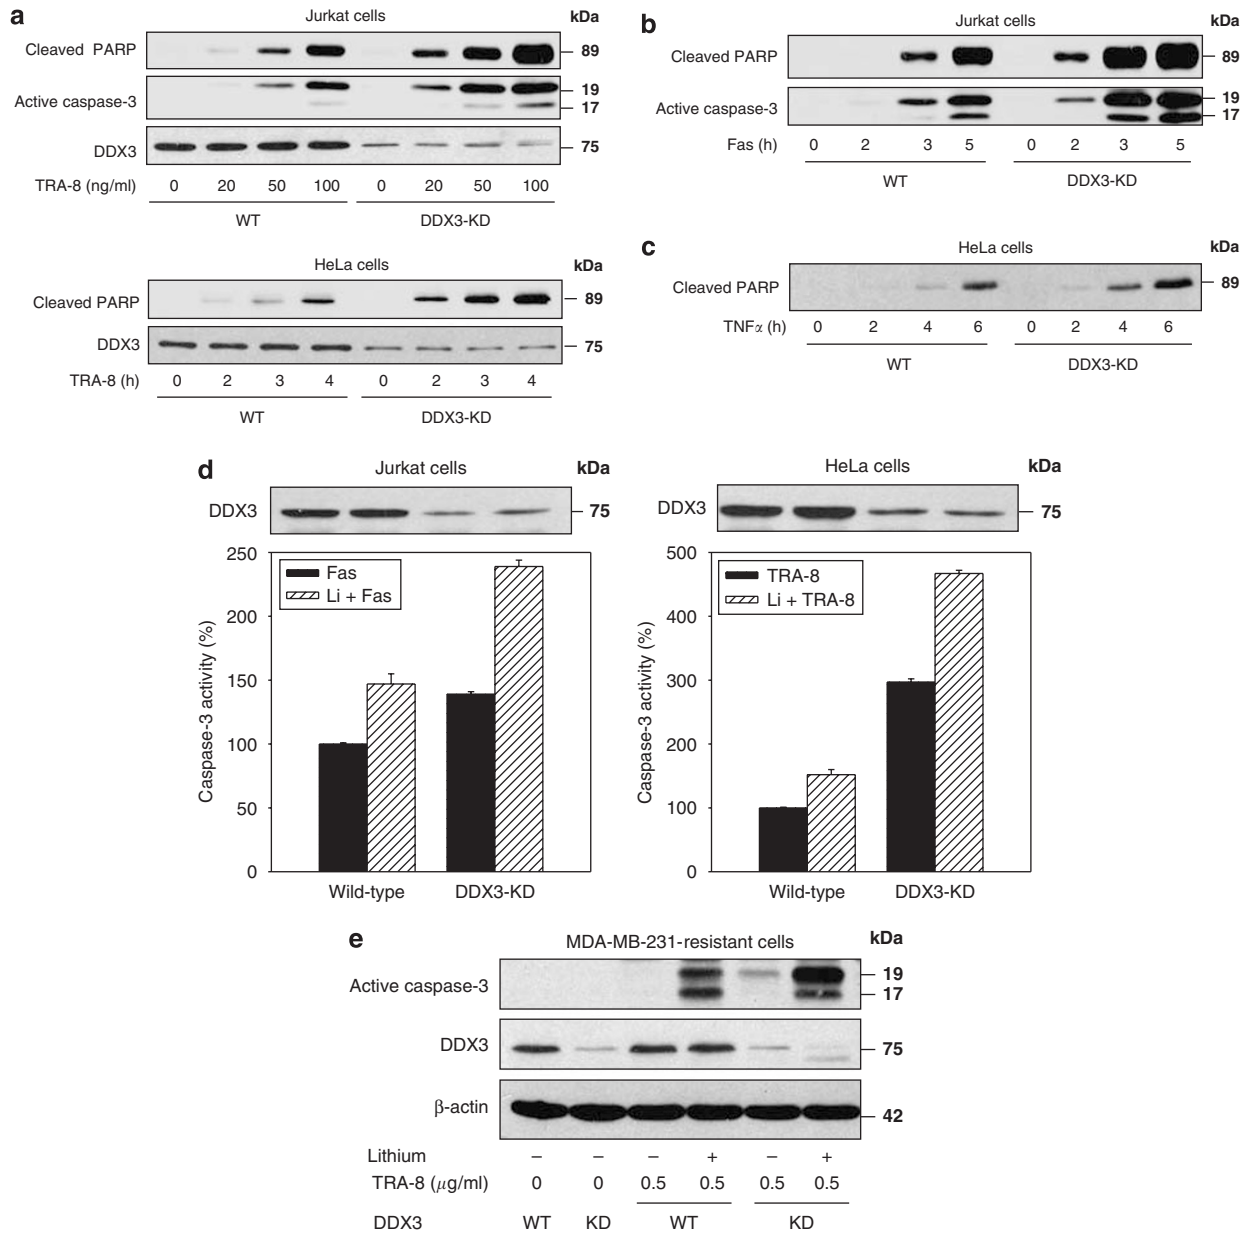 a
Jurkat cells
kDa
Cleaved PARP
89
Active caspase-3
19
17
DDX3
75
TRA-8 (ng/ml) 0 20 50 100 0 20 50 100
WT DDX3-KD
HeLa cells
kDa
Cleaved PARP
89
DDX3
75
TRA-8 (h) 0 2 3 4 0 2 3 4
WT DDX3-KD
b
Jurkat cells
kDa
Cleaved PARP
89
Active caspase-3
19
17
Fas (h) 0 2 3 5 0 2 3 5
WT DDX3-KD
c
HeLa cells
kDa
Cleaved PARP
89
TNFα (h) 0 2 4 6 0 2 4 6
WT DDX3-KD
d
Jurkat cells
kDa
DDX3
75
250
200
150
100
50
0
Caspase-3 activity (%)
Fas
Li + Fas
Wild-type DDX3-KD
HeLa cells
kDa
DDX3
75
500
400
300
200
100
0
Caspase-3 activity (%)
TRA-8
Li + TRA-8
Wild-type DDX3-KD
e
MDA-MB-231-resistant cells
kDa
Active caspase-3
19
17
DDX3
75
β-actin
42
Lithium – – – + – +
TRA-8 (μg/ml) 0 0 0.5 0.5 0.5 0.5
DDX3 WT KD WT KD